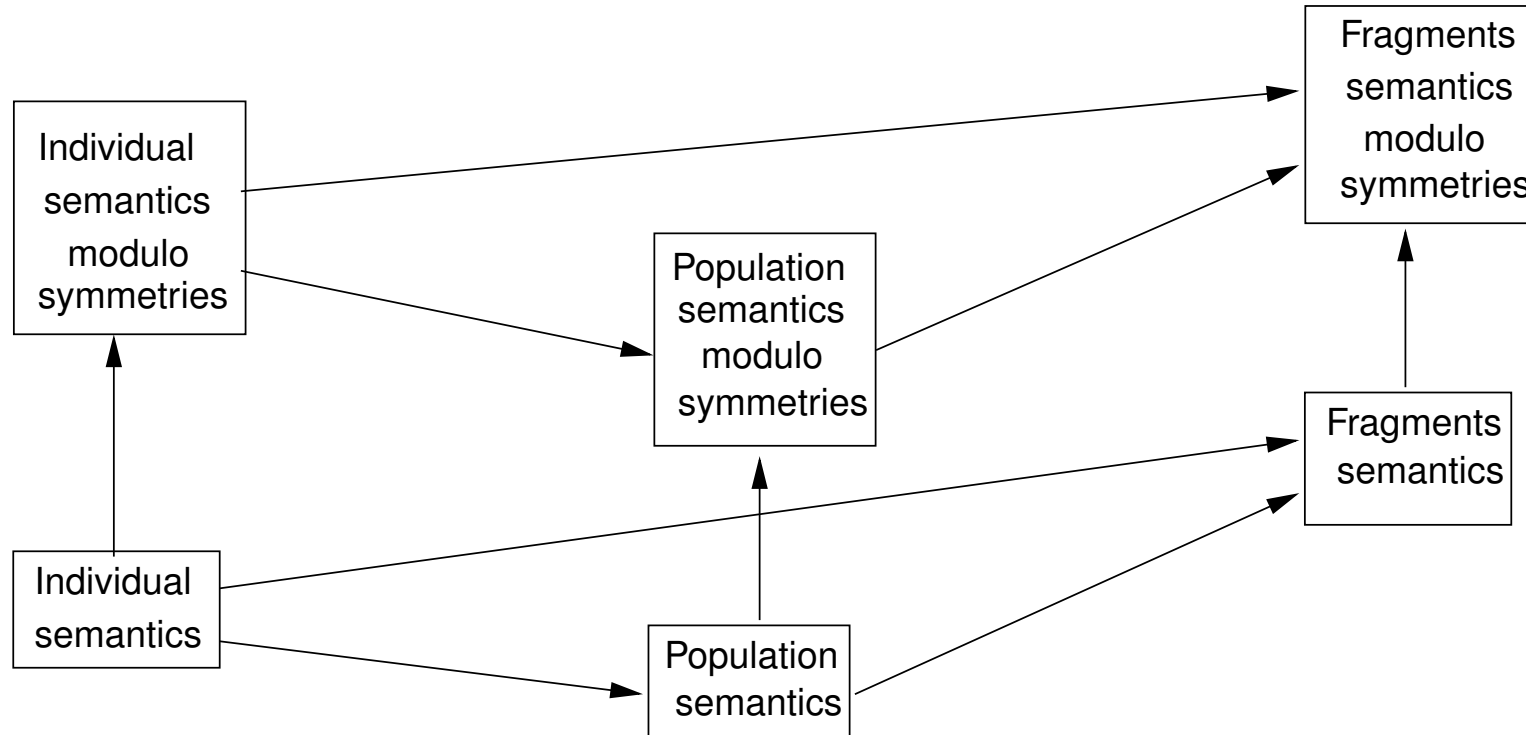 Fragments
semantics
modulo
symmetries
Individual
semantics
modulo
symmetries
Population
semantics
modulo
symmetries
Fragments
semantics
Individual
semantics
Population
semantics